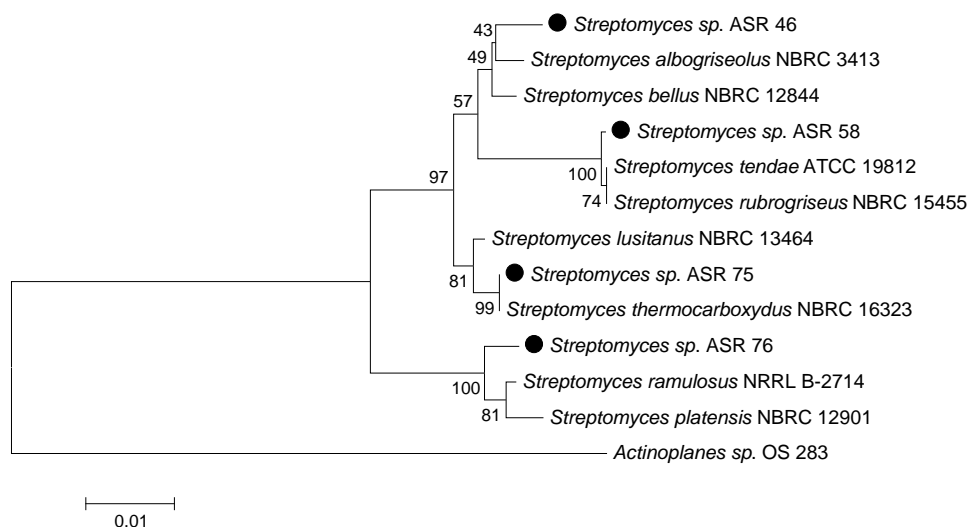 Streptomyces sp. ASR 46
43
Streptomyces albogriseolus NBRC 3413
49
Streptomyces bellus NBRC 12844
57
Streptomyces sp. ASR 58
Streptomyces tendae ATCC 19812
100
97
74
Streptomyces rubrogriseus NBRC 15455
Streptomyces lusitanus NBRC 13464
Streptomyces sp. ASR 75
81
99
Streptomyces thermocarboxydus NBRC 16323
Streptomyces sp. ASR 76
Streptomyces ramulosus NRRL B-2714
100
81
Streptomyces platensis NBRC 12901
Actinoplanes sp. OS 283
0.01